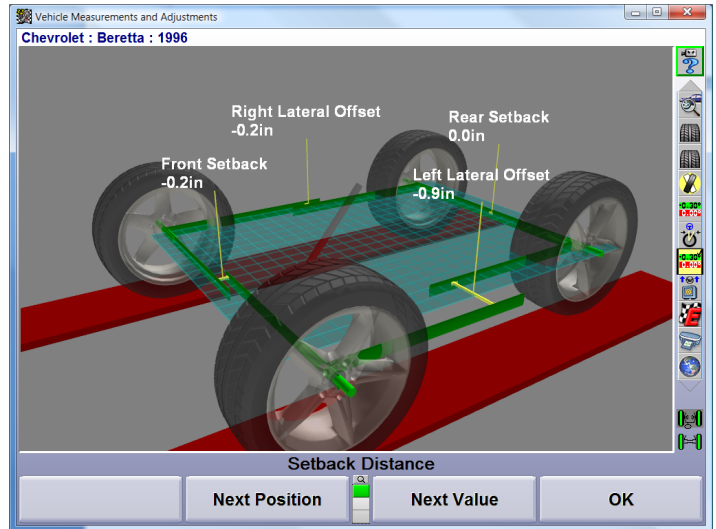 Vehicle Measurements and Adjustments
Chevrolet : Beretta : 1996
Right Lateral Offset
-0.2in
Rear Setback
0.0in
Front Setback
-0.2in
Left Lateral Offset
-0.9in
Setback Distance
Next Position
Next Value
OK